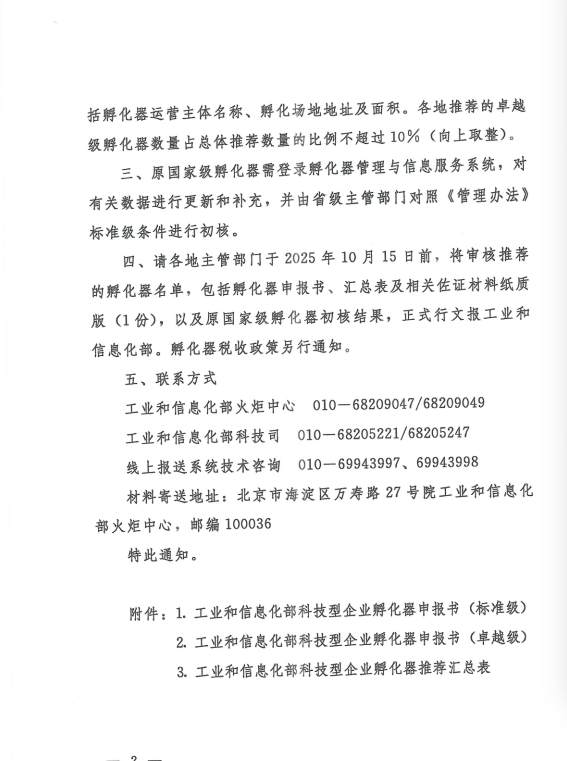 括孵化器运营主体名称、孵化场地地址及面积。各地推荐的卓越
级孵化器数量占总体推荐数量的比例不超过10%（向上取整）。
三、原国家级孵化器需登录孵化器管理与信息服务系统，对
有关数据进行更新和补充，并由省级主管部门对照《管理办法》
标准级条件进行初核。
四、请各地主管部门于2025年10月15日前，将审核推荐
的孵化器名单，包括孵化器申报书、汇总表及相关佐证材料纸质
版（1份），以及原国家级孵化器初核结果，正式行文报工业和
信息化部。孵化器税收政策另行通知。
五、联系方式
工业和信息化部火炬中心 010—68209047/68209049
工业和信息化部科技司 010—68205221/68205247
线上报送系统技术咨询 010—69943997、69943998
材料寄送地址：北京市海淀区万寿路27号院工业和信息化
部火炬中心，邮编100036
特此通知。
附件：1. 工业和信息化部科技型企业孵化器申报书（标准级）
2. 工业和信息化部科技型企业孵化器申报书（卓越级）
3. 工业和信息化部科技型企业孵化器推荐汇总表
— 2 —